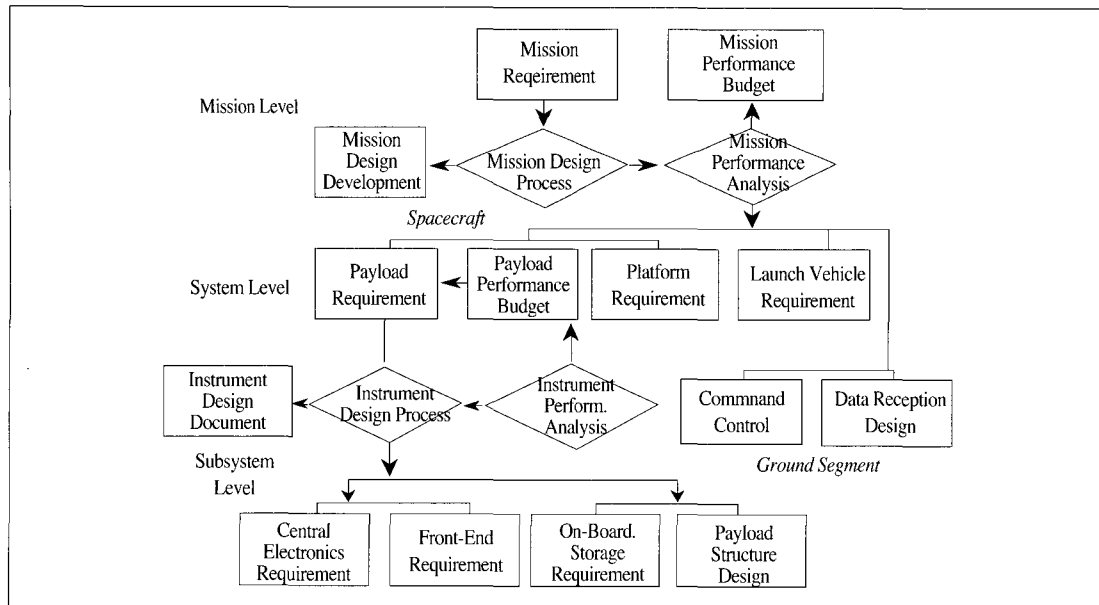 Mission
Reqeirement
Mission
Performance
Budget
Mission Level
Mission
Design
Development
Mission Design
Process
Mission
Performance
Analysis
Spacecraft
System Level
Payload
Requirement
Payload
Performance
Budget
Platform
Requirement
Launch Vehicle
Requirement
Instrument
Design
Document
Instrument
Design Process
Instrument
Perform.
Analysis
Commnand
Control
Data Reception
Design
Ground Segment
Subsystem
Level
Central
Electronics
Requirement
Front-End
Requirement
On-Board.
Storage
Requirement
Payload
Structure
Design